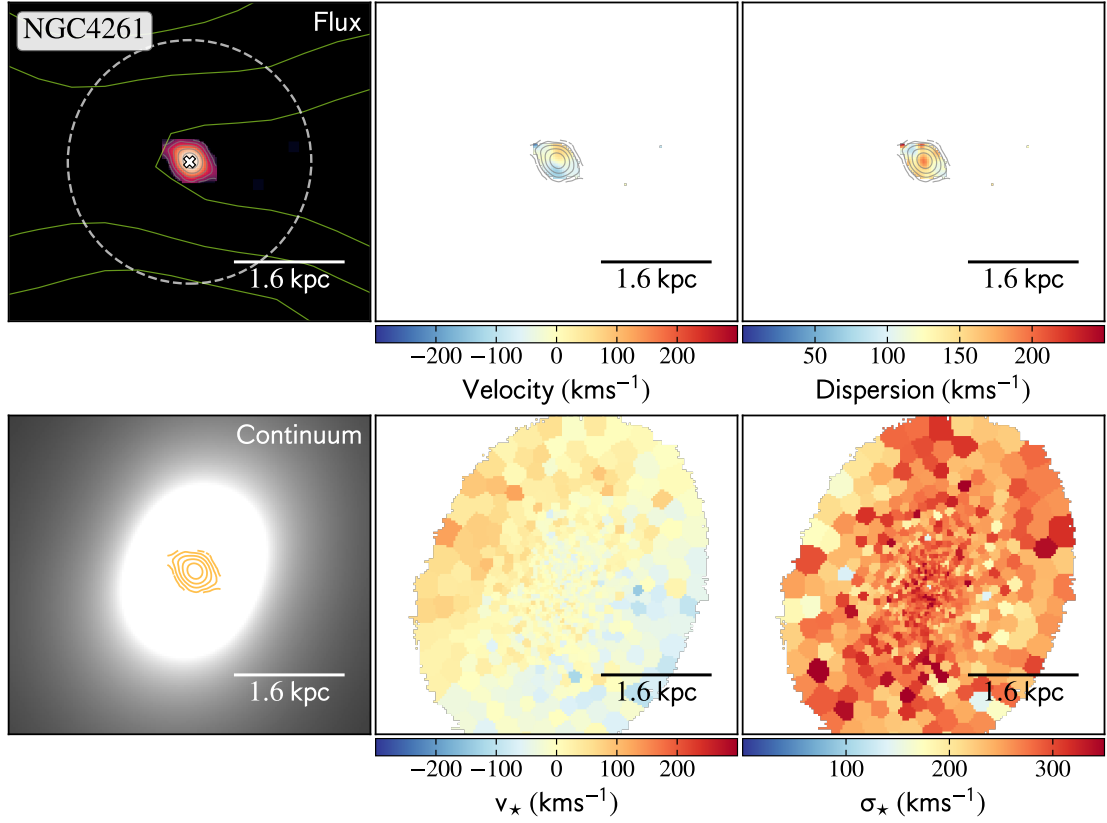 NGC4261
Flux
1.6 kpc
1.6 kpc
1.6 kpc
−200 −100 0 100 200
Velocity (kms⁻¹)
50 100 150 200
Dispersion (kms⁻¹)
Continuum
1.6 kpc
1.6 kpc
1.6 kpc
−200 −100 0 100 200
v⋆ (kms⁻¹)
100 200 300
σ⋆ (kms⁻¹)